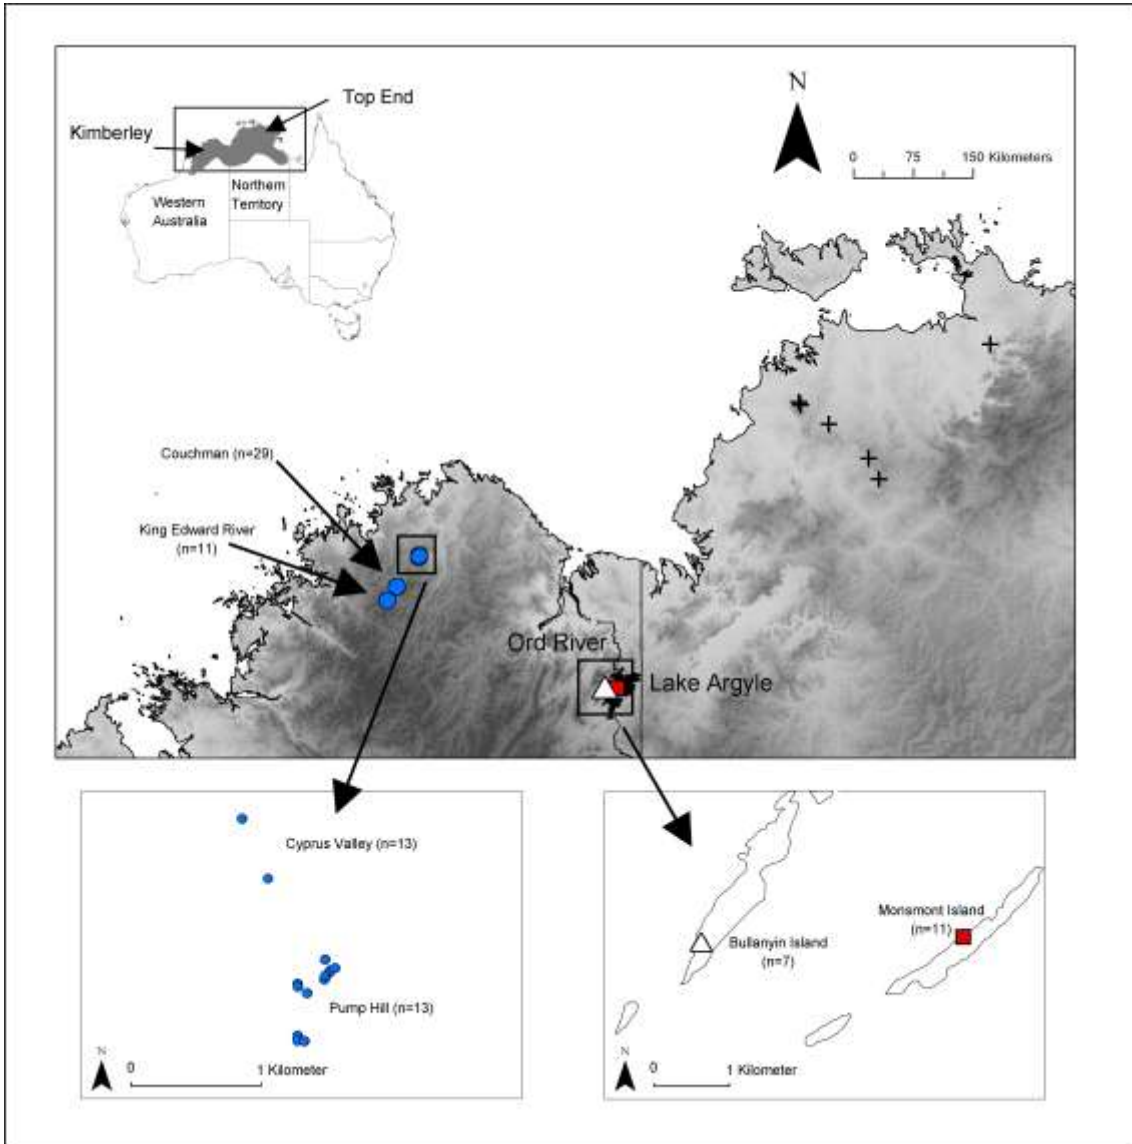 Top End
Kimberley
Western
Australia
Northern
Territory
N
0 75 150 Kilometers
Couchman (n=29)
King Edward River
(n=11)
Ord River
Lake Argyle
Cyprus Valley (n=13)
Pump Hill (n=13)
N
0 1 Kilometer
Monsmont Island
(n=11)
Bullanyin Island
(n=7)
N
0 1 Kilometer